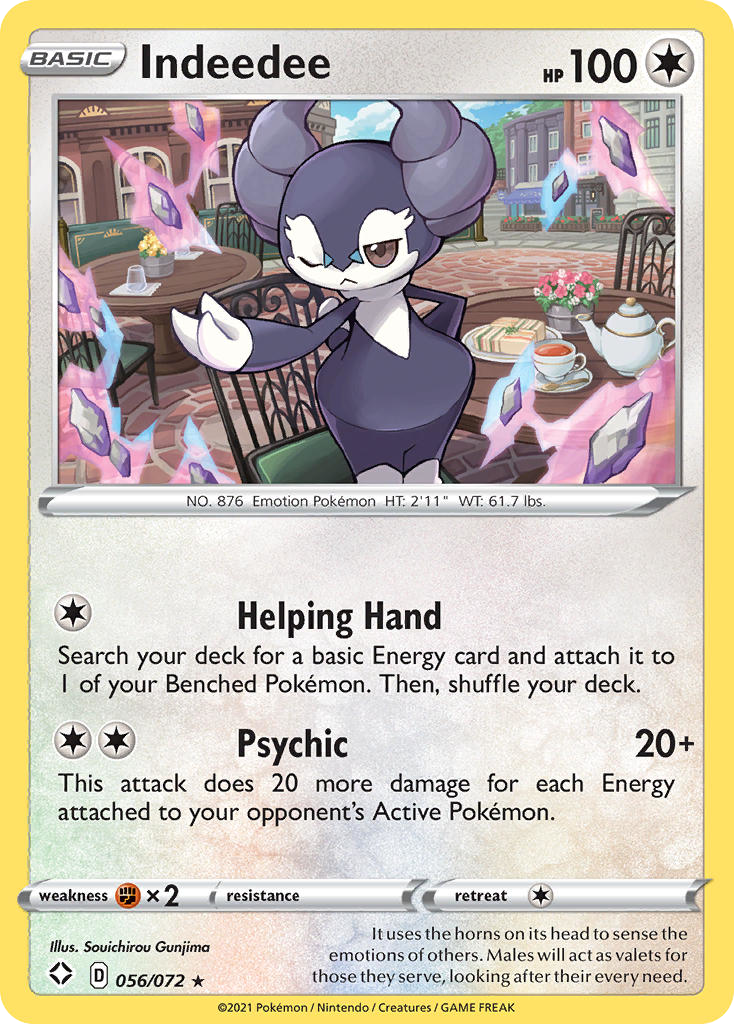 BASIC
Indeedee
HP 100
NO. 876 Emotion Pokémon HT: 2'11" WT: 61.7 lbs.
Helping Hand
Search your deck for a basic Energy card and attach it to
1 of your Benched Pokémon. Then, shuffle your deck.
Psychic 20+
This attack does 20 more damage for each Energy
attached to your opponent's Active Pokémon.
weakness ×2 resistance retreat
Illus. Souichirou Gunjima
D 056/072 ★
It uses the horns on its head to sense the
emotions of others. Males will act as valets for
those they serve, looking after their every need.
©2021 Pokémon / Nintendo / Creatures / GAME FREAK